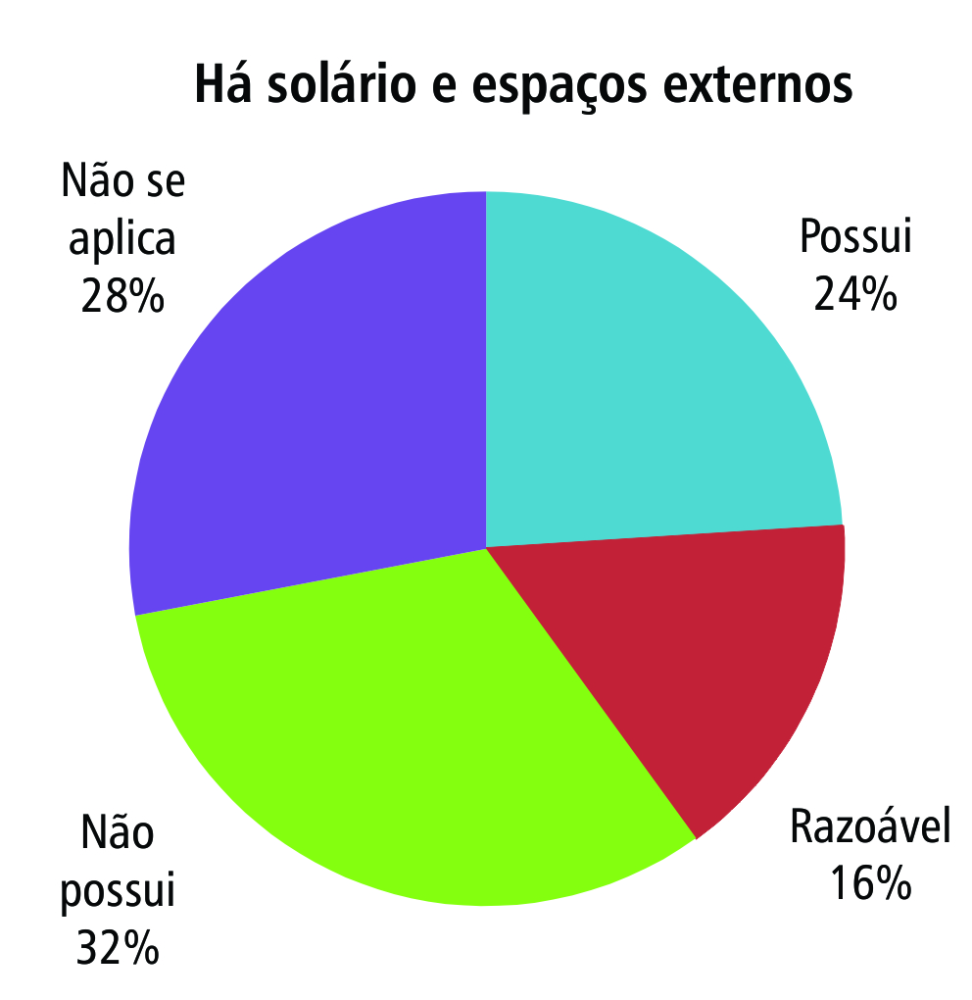 Há solário e espaços externos
Não se
aplica
28%
Possui
24%
Não
possui
32%
Razoável
16%